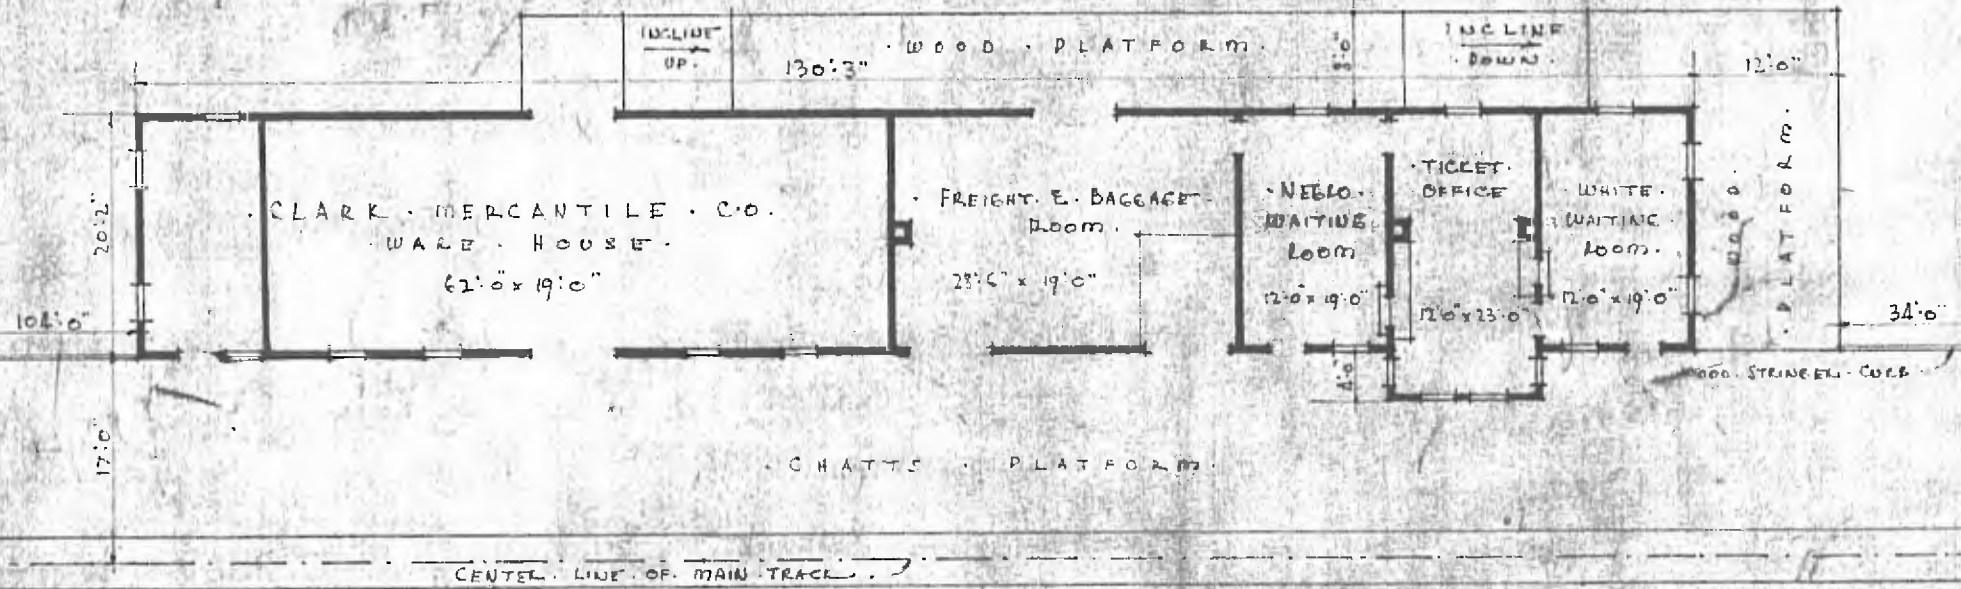 INCLINE
UP.
· WOOD · PLATFORM ·
130'-3"
8'-0"
INCLINE
· DOWN ·
12'-0"
20'-2"
· CLARK · MERCANTILE · CO.
· WARE · HOUSE ·
62'-0" x 19'-0"
· FREIGHT · & · BAGGAGE ·
ROOM ·
28'-6" x 19'-0"
· NEGRO ·
WAITING
ROOM
12'-0" x 19'-0"
· TICKET ·
OFFICE
12'-0" x 23'-0"
· WHITE ·
WAITING ·
ROOM ·
12'-0" x 19'-0"
· WOOD ·
· PLATFORM ·
104'-0"
34'-0"
4'-0"
WOOD · STRINGER · CURB ·
17'-0"
· CHATTS · PLATFORM ·
CENTER · LINE · OF · MAIN · TRACK ·